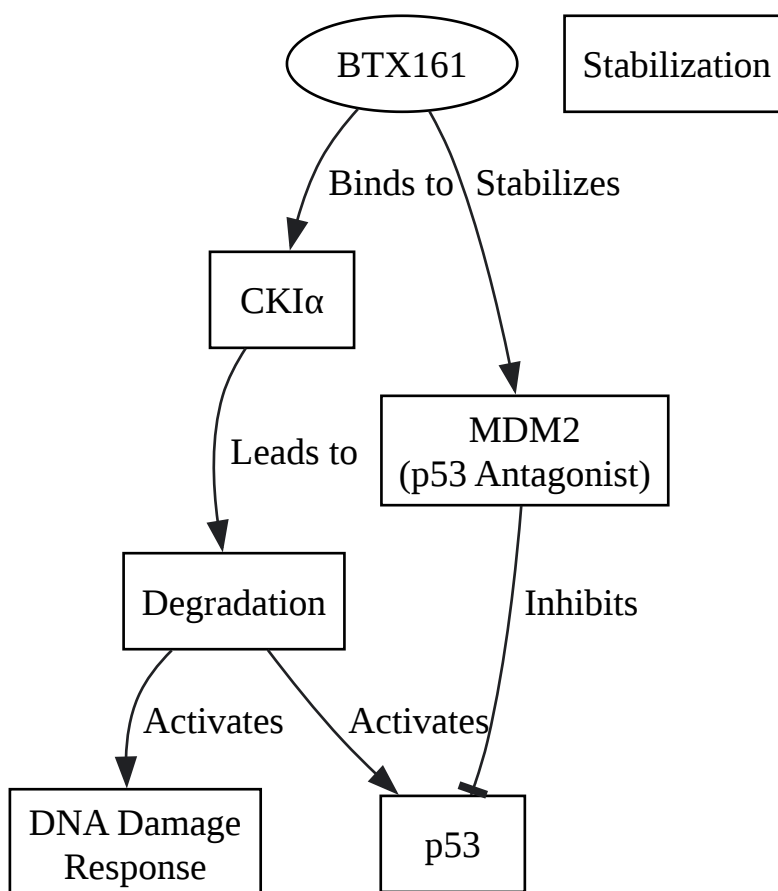 BTX161
Stabilization
Binds to
Stabilizes
CKIα
MDM2
(p53 Antagonist)
Leads to
Degradation
Inhibits
Activates
Activates
DNA Damage
Response
p53